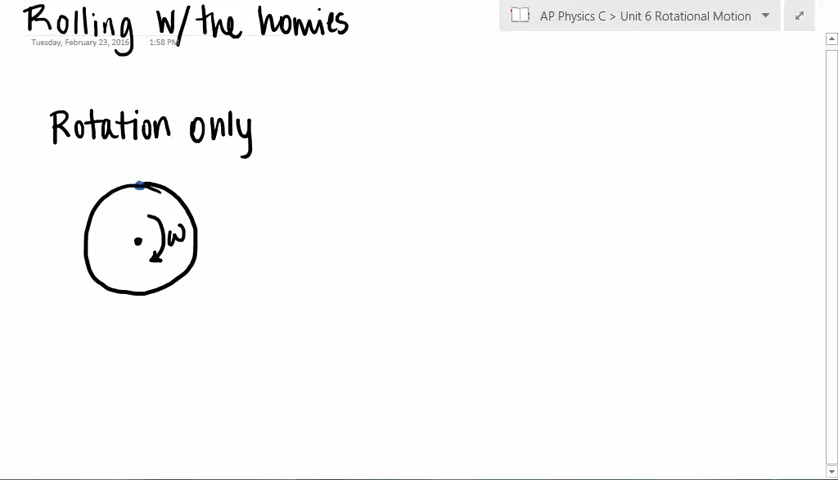 Rolling w/ the homies
Tuesday, February 23, 2016 1:58 PM
AP Physics C > Unit 6 Rotational Motion
Rotation only
ω